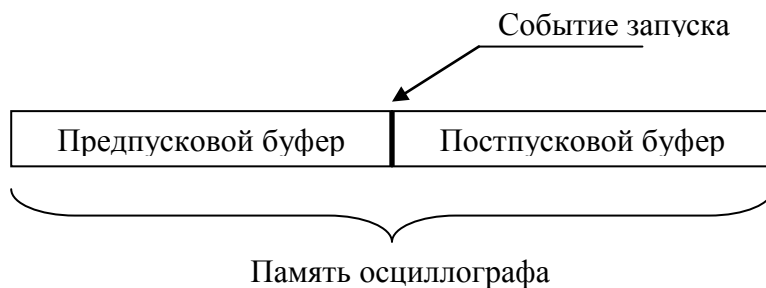 Событие запуска
Предпусковой буфер
Постпусковой буфер
Память осциллографа